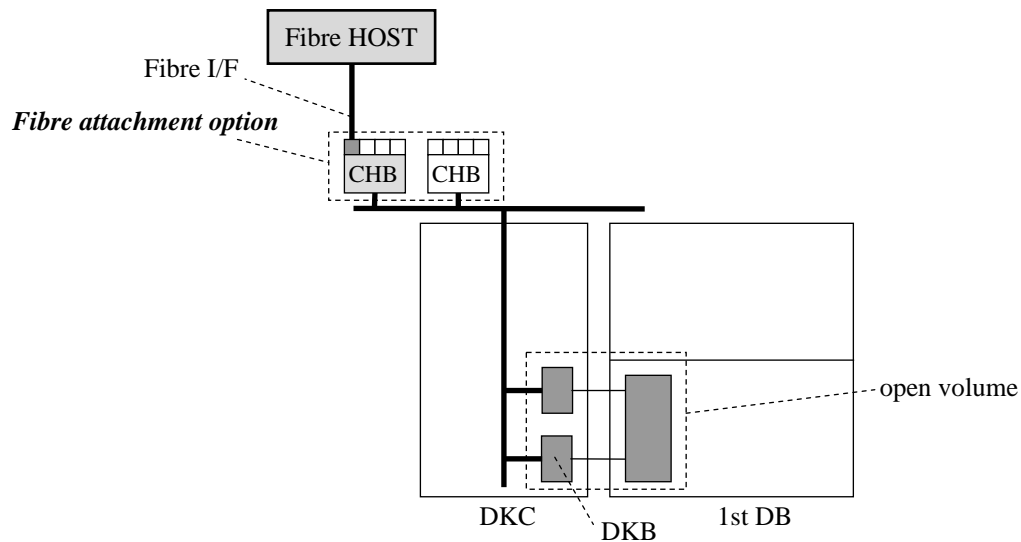 Fibre HOST
Fibre I/F
Fibre attachment option
CHB
CHB
open volume
DKC
1st DB
DKB